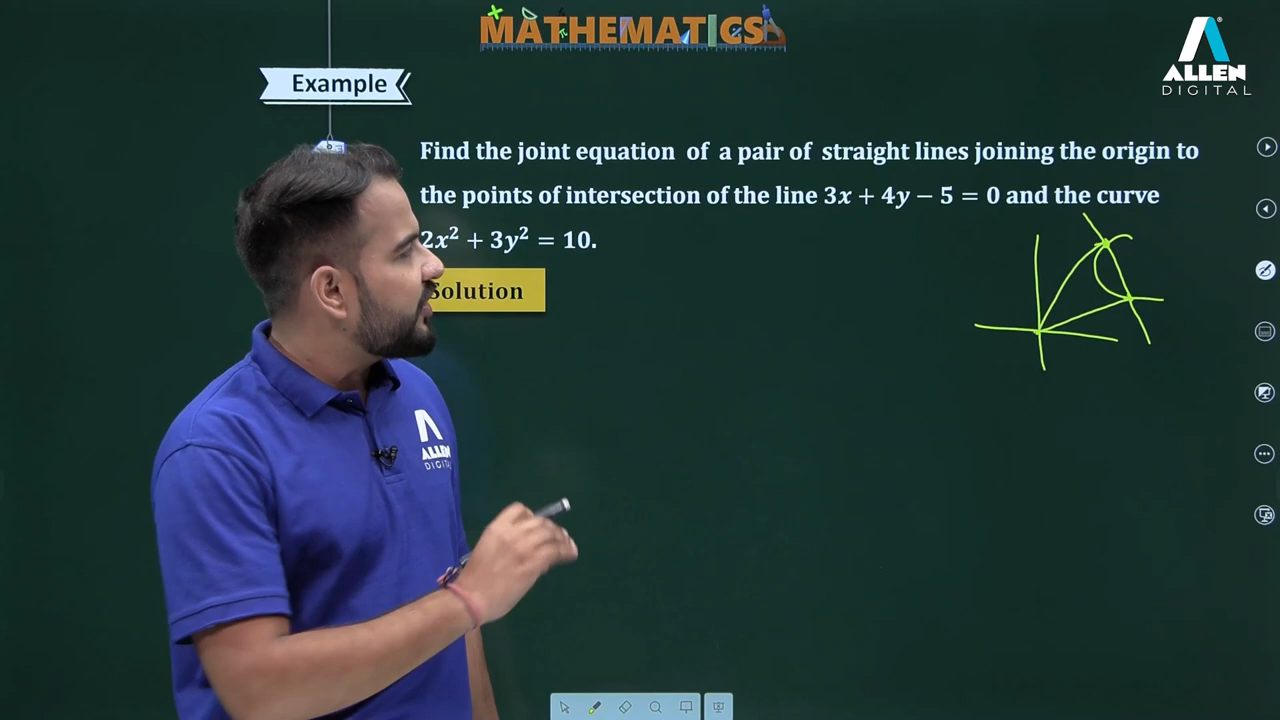 MATHEMATICS
ALLEN
DIGITAL
Example
Find the joint equation of a pair of straight lines joining the origin to
the points of intersection of the line 3x + 4y − 5 = 0 and the curve
2x² + 3y² = 10.
Solution
ALLEN
DIGITAL